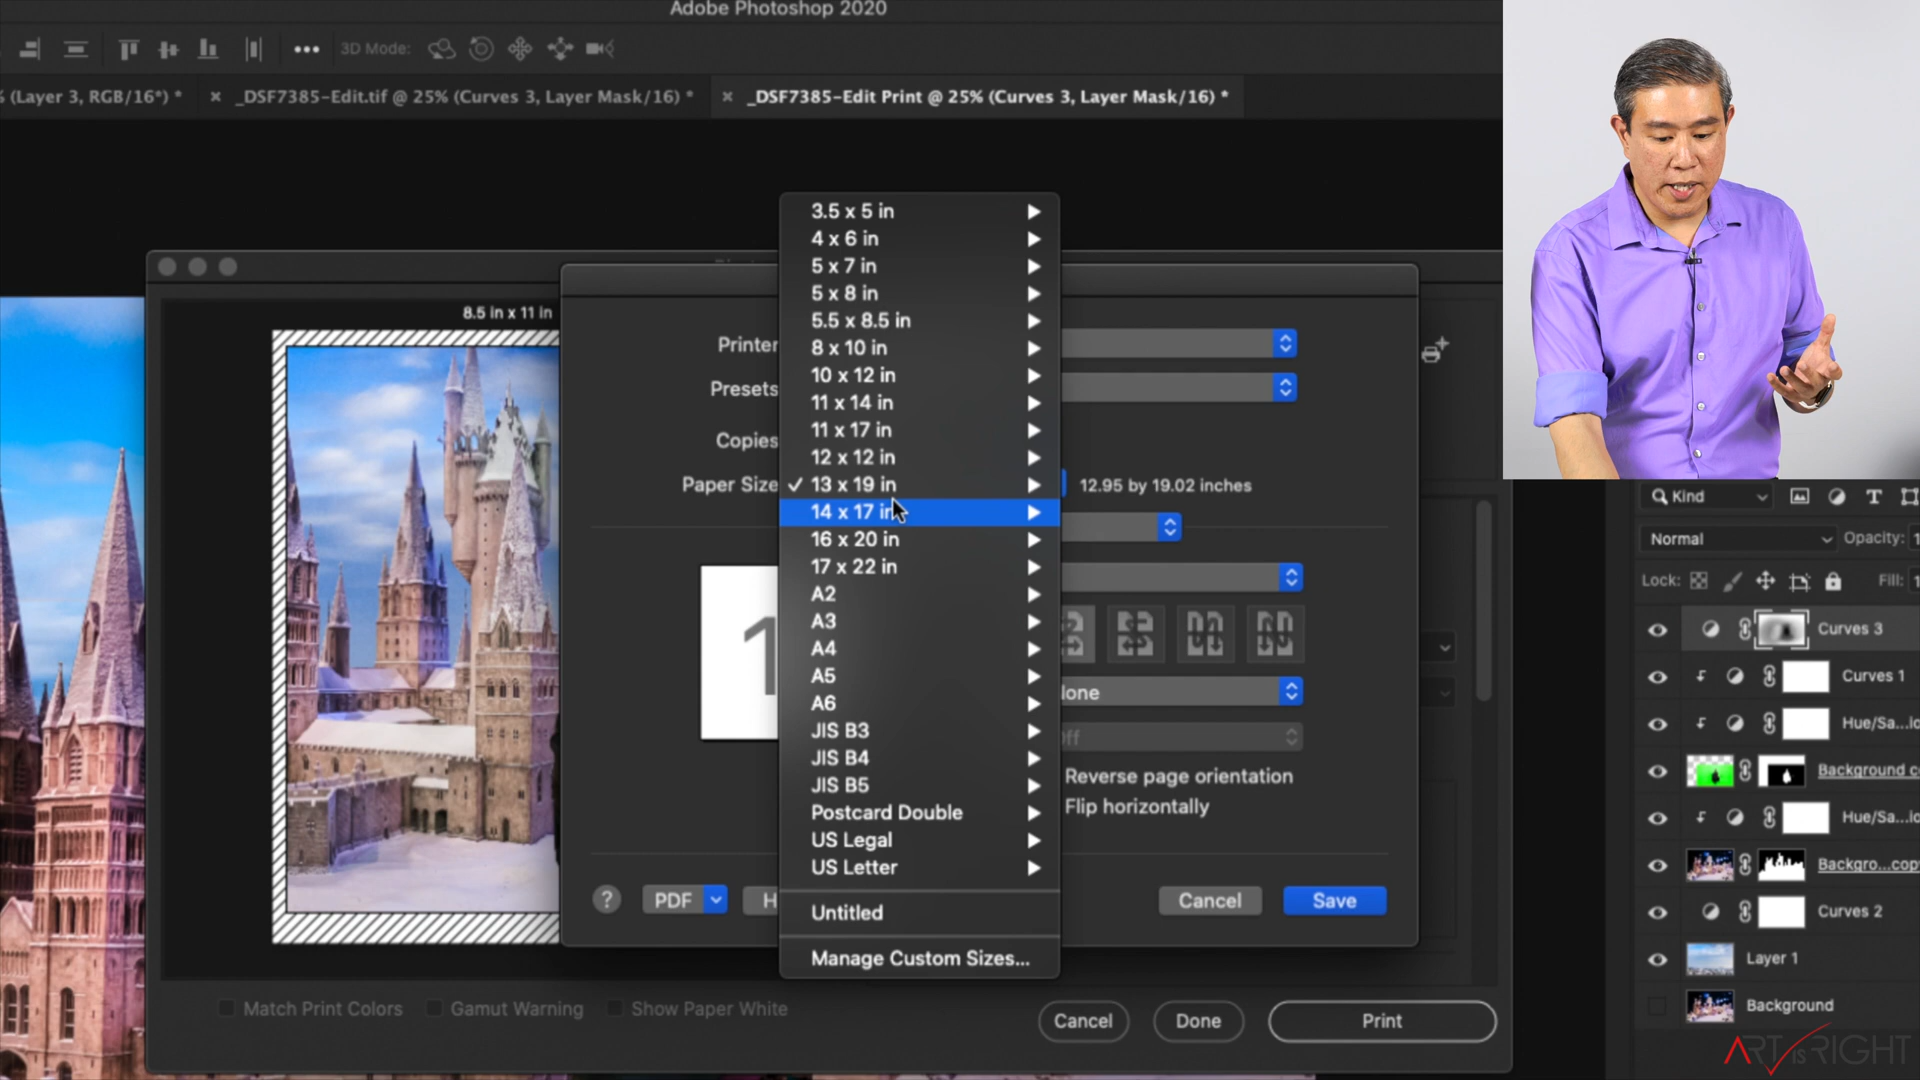 Adobe Photoshop 2020
3D Mode:
(Layer 3, RGB/16*) *
× _DSF7385-Edit.tif @ 25% (Curves 3, Layer Mask/16) *
× _DSF7385-Edit Print @ 25% (Curves 3, Layer Mask/16) *
8.5 in x 11 in
Printer
Presets
Copies
Paper Size
3.5 x 5 in
4 x 6 in
5 x 7 in
5 x 8 in
5.5 x 8.5 in
8 x 10 in
10 x 12 in
11 x 14 in
11 x 17 in
12 x 12 in
✓ 13 x 19 in
14 x 17 in
16 x 20 in
17 x 22 in
A2
A3
A4
A5
A6
JIS B3
JIS B4
JIS B5
Postcard Double
US Legal
US Letter
Untitled
Manage Custom Sizes...
12.95 by 19.02 inches
1
Reverse page orientation
Flip horizontally
?
PDF
H
Cancel
Save
Match Print Colors
Gamut Warning
Show Paper White
Cancel
Done
Print
Kind
Normal
Opacity:
Lock:
Fill:
Curves 3
Curves 1
Hue/Sa...
Background c
Hue/Sa...
Backgro...cop
Curves 2
Layer 1
Background
ART IS RIGHT